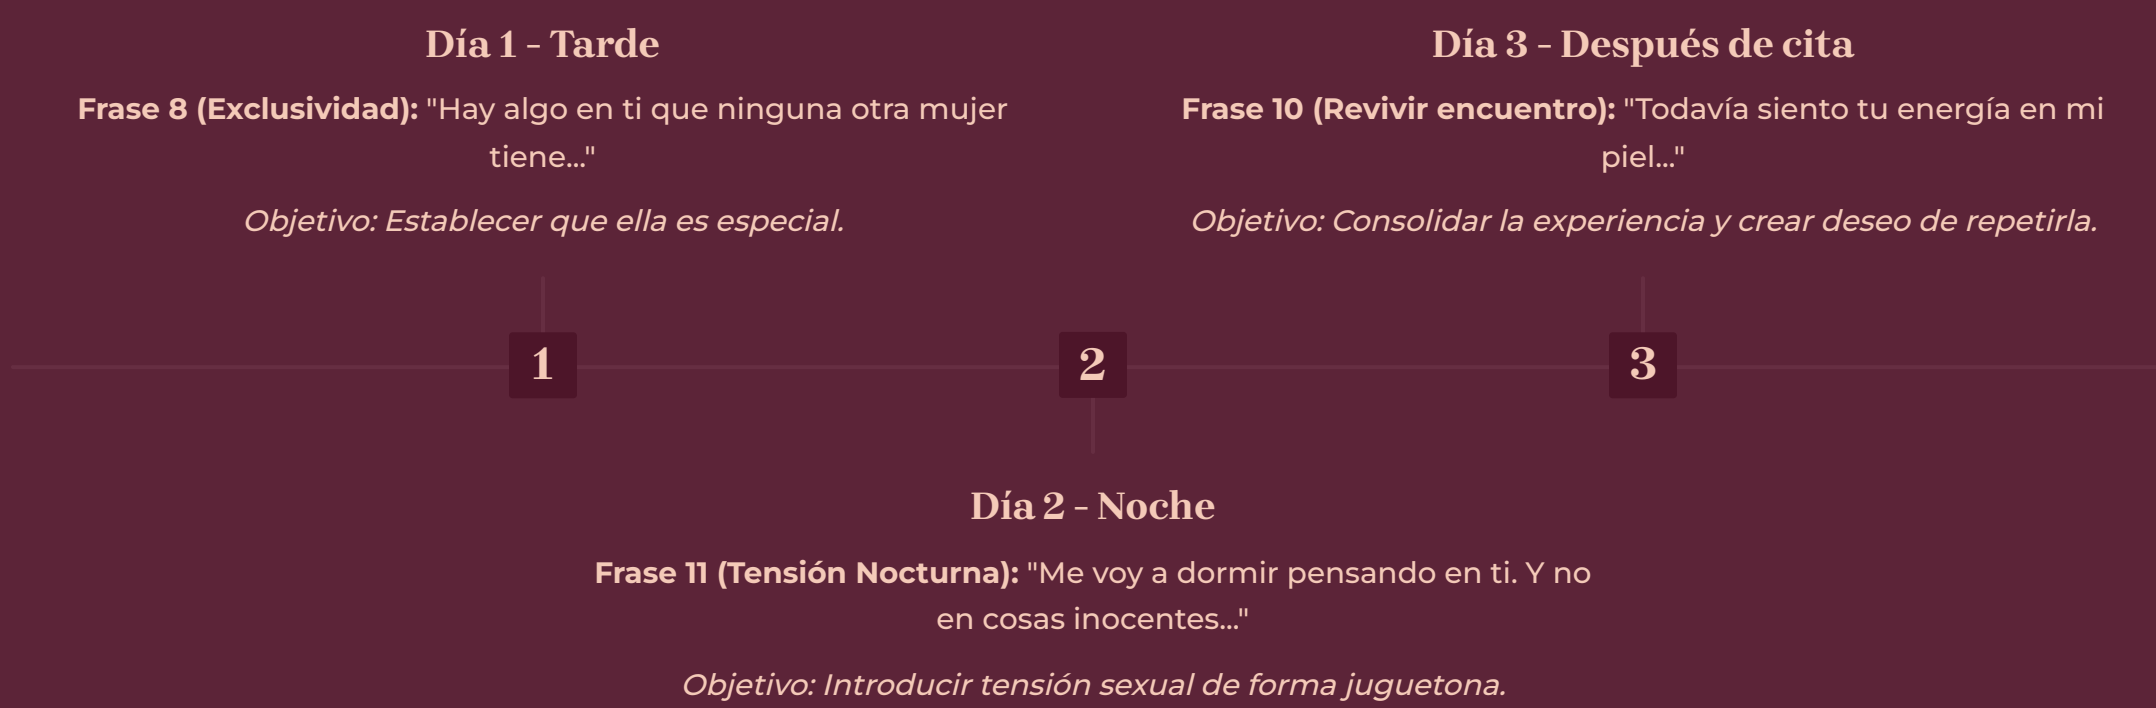 Día 1 - Tarde
Frase 8 (Exclusividad): "Hay algo en ti que ninguna otra mujer
tiene..."
Objetivo: Establecer que ella es especial.
Día 3 - Después de cita
Frase 10 (Revivir encuentro): "Todavía siento tu energía en mi
piel..."
Objetivo: Consolidar la experiencia y crear deseo de repetirla.
1
2
3
Día 2 - Noche
Frase 11 (Tensión Nocturna): "Me voy a dormir pensando en ti. Y no
en cosas inocentes..."
Objetivo: Introducir tensión sexual de forma juguetona.